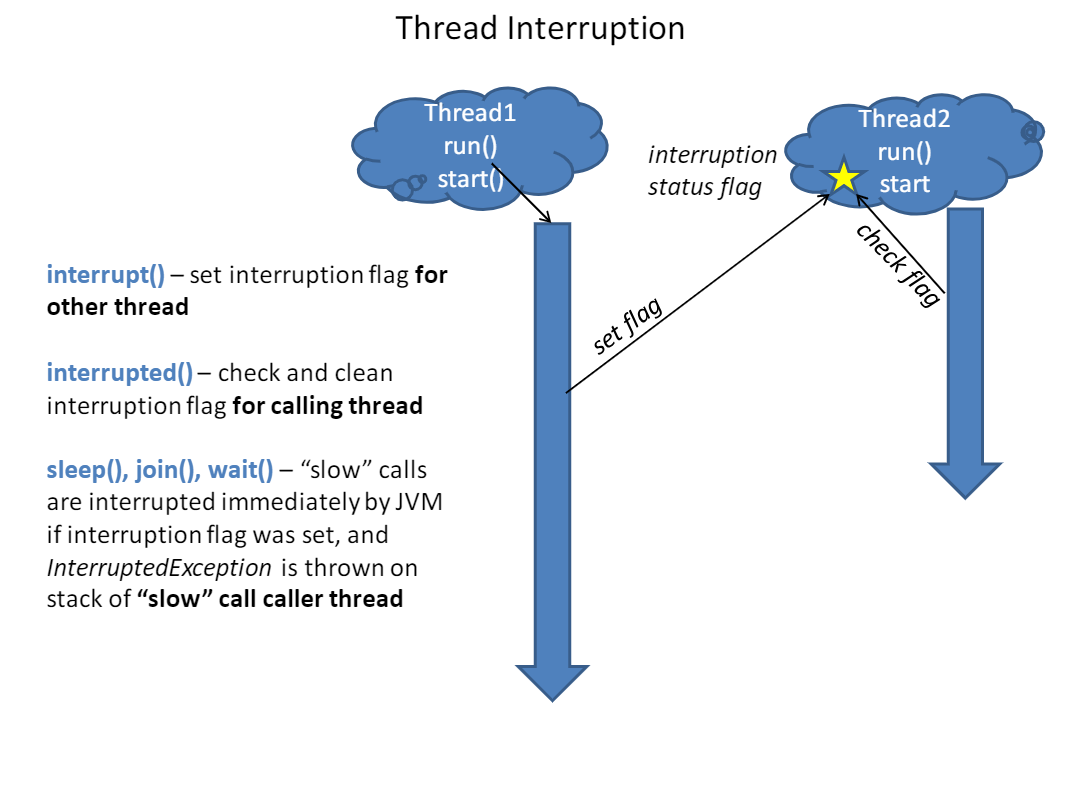 Thread Interruption
Thread1
run()
start()
interruption
status flag
Thread2
run()
start
set flag
check flag
interrupt() – set interruption flag for
other thread
interrupted() – check and clean
interruption flag for calling thread
sleep(), join(), wait() – “slow” calls
are interrupted immediately by JVM
if interruption flag was set, and
InterruptedException is thrown on
stack of “slow” call caller thread